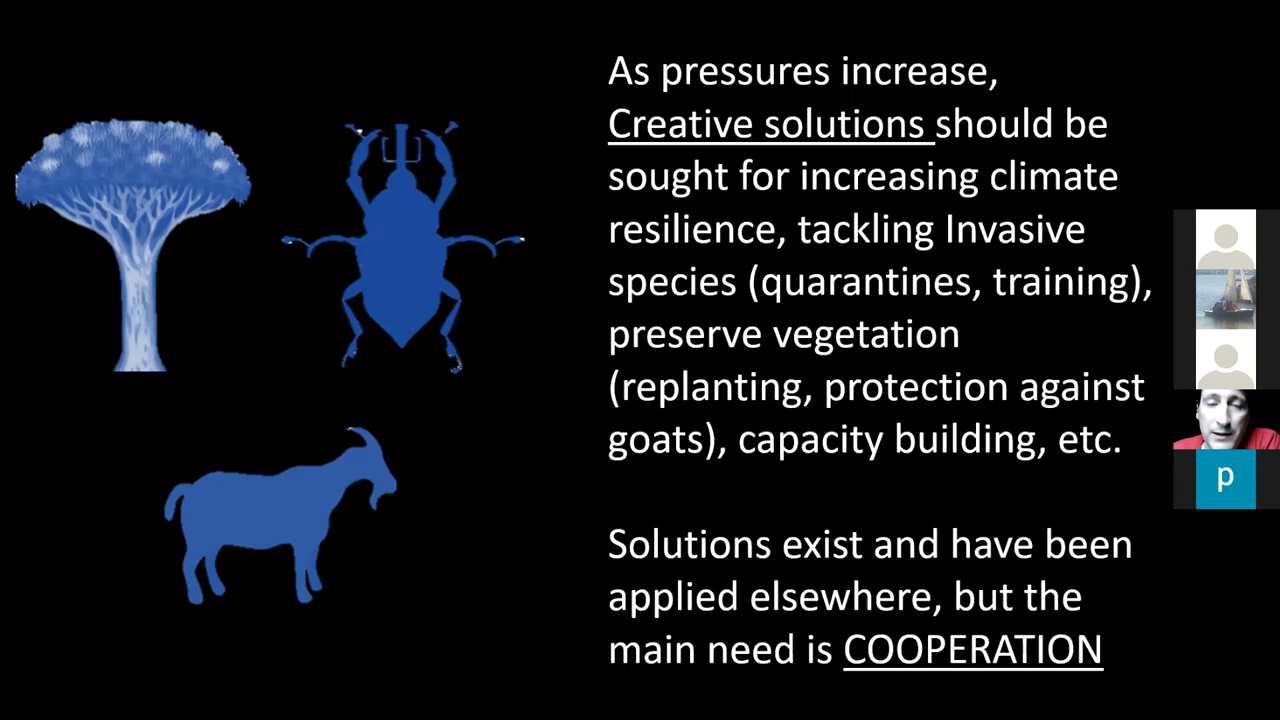 As pressures increase,
Creative solutions should be
sought for increasing climate
resilience, tackling Invasive
species (quarantines, training),
preserve vegetation
(replanting, protection against
goats), capacity building, etc.
Solutions exist and have been
applied elsewhere, but the
main need is COOPERATION
p